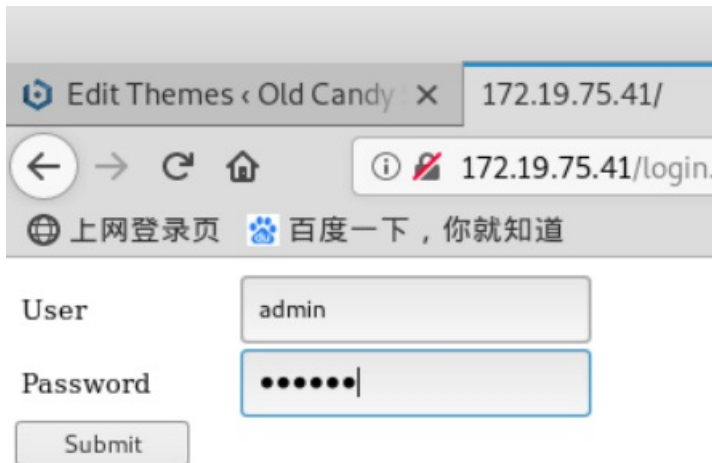 Edit Themes ‹ Old Candy
172.19.75.41/
172.19.75.41/login.
上网登录页 百度一下，你就知道
User admin
Password ••••••
Submit